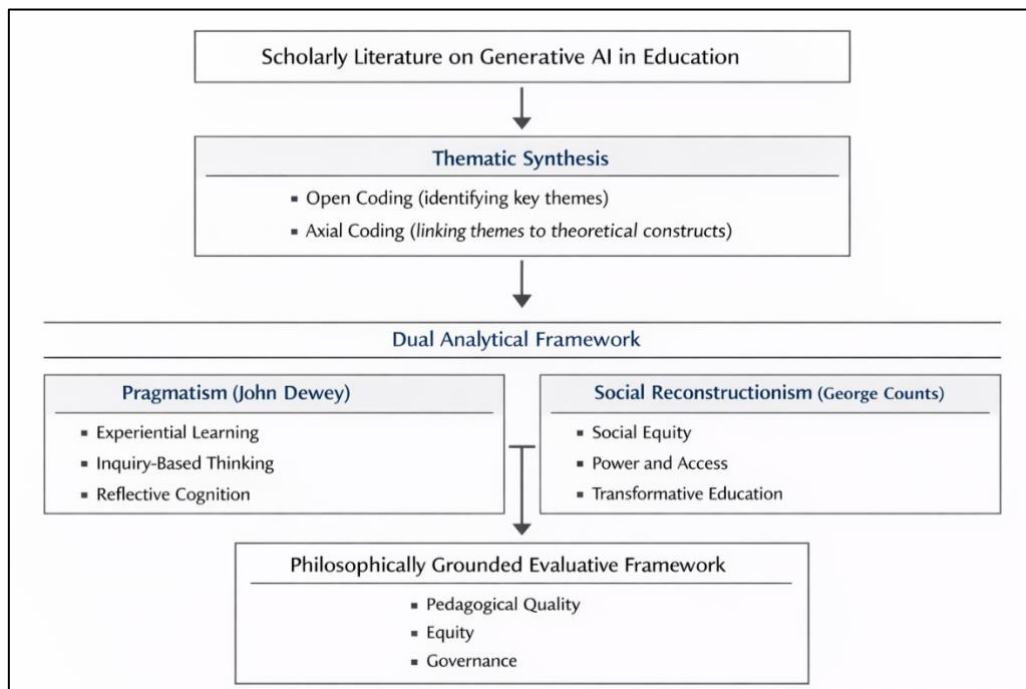 Scholarly Literature on Generative AI in Education
Thematic Synthesis
▪ Open Coding (identifying key themes)
▪ Axial Coding (linking themes to theoretical constructs)
Dual Analytical Framework
Pragmatism (John Dewey)
▪ Experiential Learning
▪ Inquiry-Based Thinking
▪ Reflective Cognition
Social Reconstructionism (George Counts)
▪ Social Equity
▪ Power and Access
▪ Transformative Education
Philosophically Grounded Evaluative Framework
▪ Pedagogical Quality
▪ Equity
▪ Governance